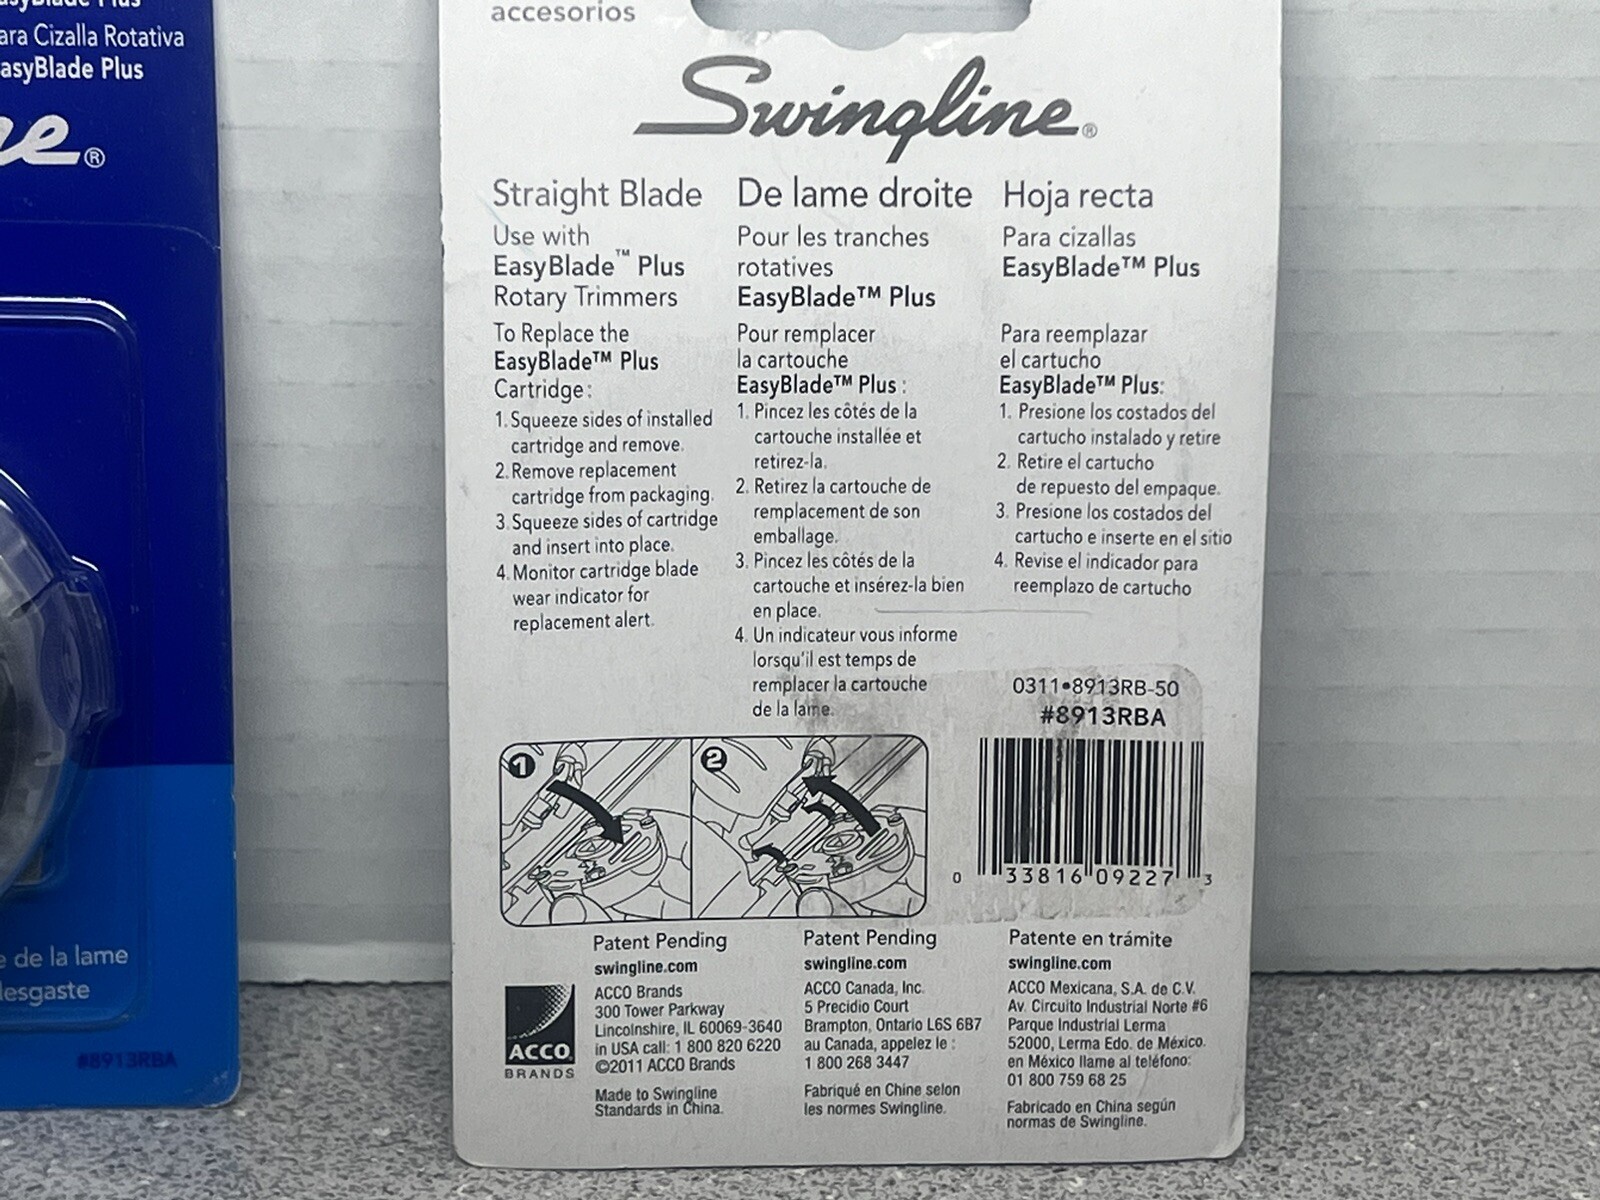 Plus
ara Cizalla Rotativa
asyBlade Plus
®
e de la lame
desgaste
#8913RBA
accesorios
Swingline®
Straight Blade
Use with
EasyBlade™ Plus
Rotary Trimmers
To Replace the
EasyBlade™ Plus
Cartridge:
1. Squeeze sides of installed
cartridge and remove.
2. Remove replacement
cartridge from packaging.
3. Squeeze sides of cartridge
and insert into place.
4. Monitor cartridge blade
wear indicator for
replacement alert.
De lame droite
Pour les tranches
rotatives
EasyBlade™ Plus
Pour remplacer
la cartouche
EasyBlade™ Plus :
1. Pincez les côtés de la
cartouche installée et
retirez-la.
2. Retirez la cartouche de
remplacement de son
emballage.
3. Pincez les côtés de la
cartouche et insérez-la bien
en place.
4. Un indicateur vous informe
lorsqu'il est temps de
remplacer la cartouche
de la lame.
Hoja recta
Para cizallas
EasyBlade™ Plus
Para reemplazar
el cartucho
EasyBlade™ Plus:
1. Presione los costados del
cartucho instalado y retire
2. Retire el cartucho
de repuesto del empaque.
3. Presione los costados del
cartucho e inserte en el sitio
4. Revise el indicador para
reemplazo de cartucho
0311•8913RB-50
#8913RBA
0 33816 09227 3
1
2
Patent Pending
swingline.com
ACCO Brands
300 Tower Parkway
Lincolnshire, IL 60069-3640
in USA call: 1 800 820 6220
©2011 ACCO Brands
Made to Swingline
Standards in China.
ACCO
BRANDS
Patent Pending
swingline.com
ACCO Canada, Inc.
5 Precidio Court
Brampton, Ontario L6S 6B7
au Canada, appelez le :
1 800 268 3447
Fabriqué en Chine selon
les normes Swingline.
Patente en trámite
swingline.com
ACCO Mexicana, S.A. de C.V.
Av. Circuito Industrial Norte #6
Parque Industrial Lerma
52000, Lerma Edo. de México.
en México llame al teléfono:
01 800 759 68 25
Fabricado en China según
normas de Swingline.